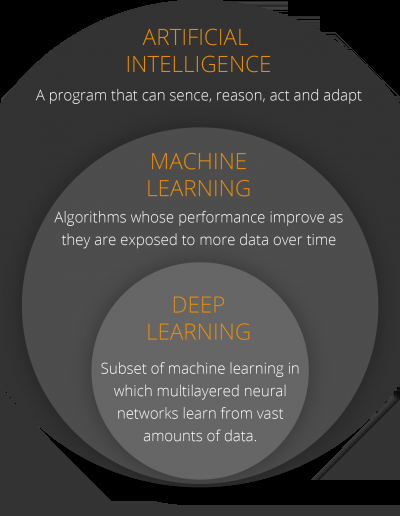 ARTIFICIAL
INTELLIGENCE
A program that can sence, reason, act and adapt
MACHINE
LEARNING
Algorithms whose performance improve as
they are exposed to more data over time
DEEP
LEARNING
Subset of machine learning in
which multilayered neural
networks learn from vast
amounts of data.